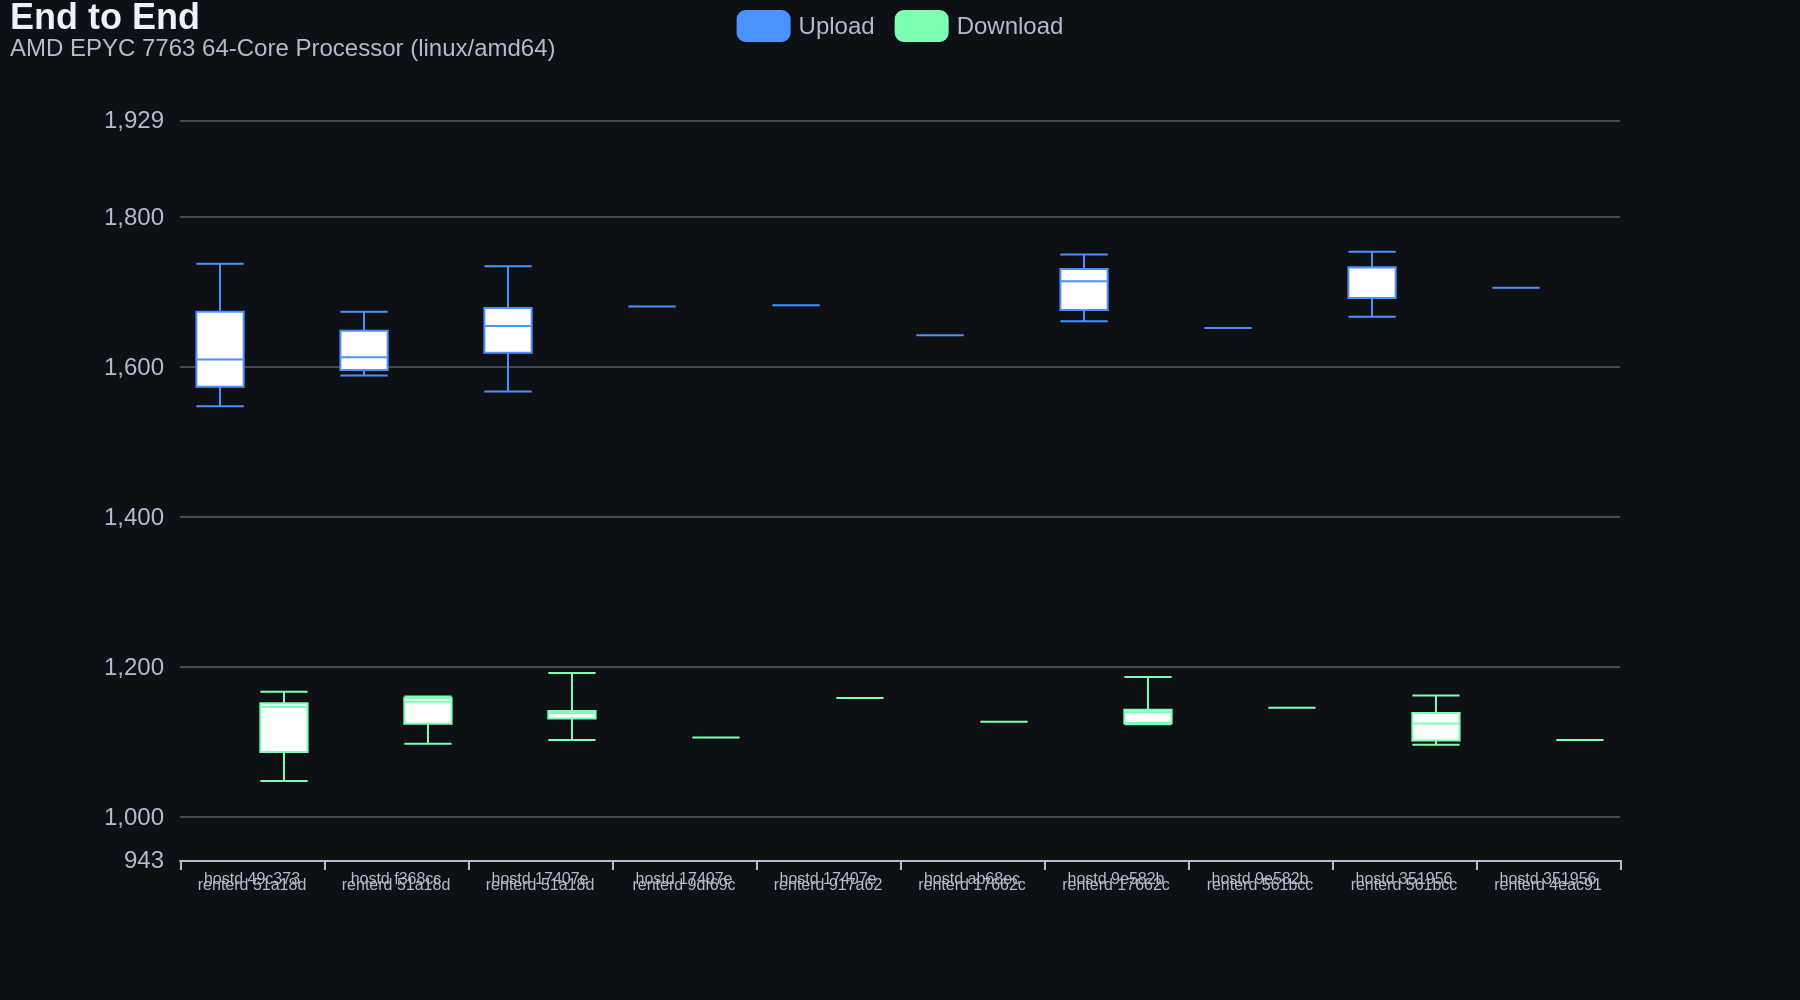 End to End
AMD EPYC 7763 64-Core Processor (linux/amd64)
Upload
Download
1,929
1,800
1,600
1,400
1,200
1,000
943
hostd 49c373
renterd 51a18d
hostd f368cc
renterd 51a18d
hostd 17407e
renterd 51a18d
hostd 17407e
renterd 9df69c
hostd 17407e
renterd 917a62
hostd ab68ec
renterd 17662c
hostd 9e582b
renterd 17662c
hostd 9e582b
renterd 561bcc
hostd 351956
renterd 561bcc
hostd 351956
renterd 4eac91